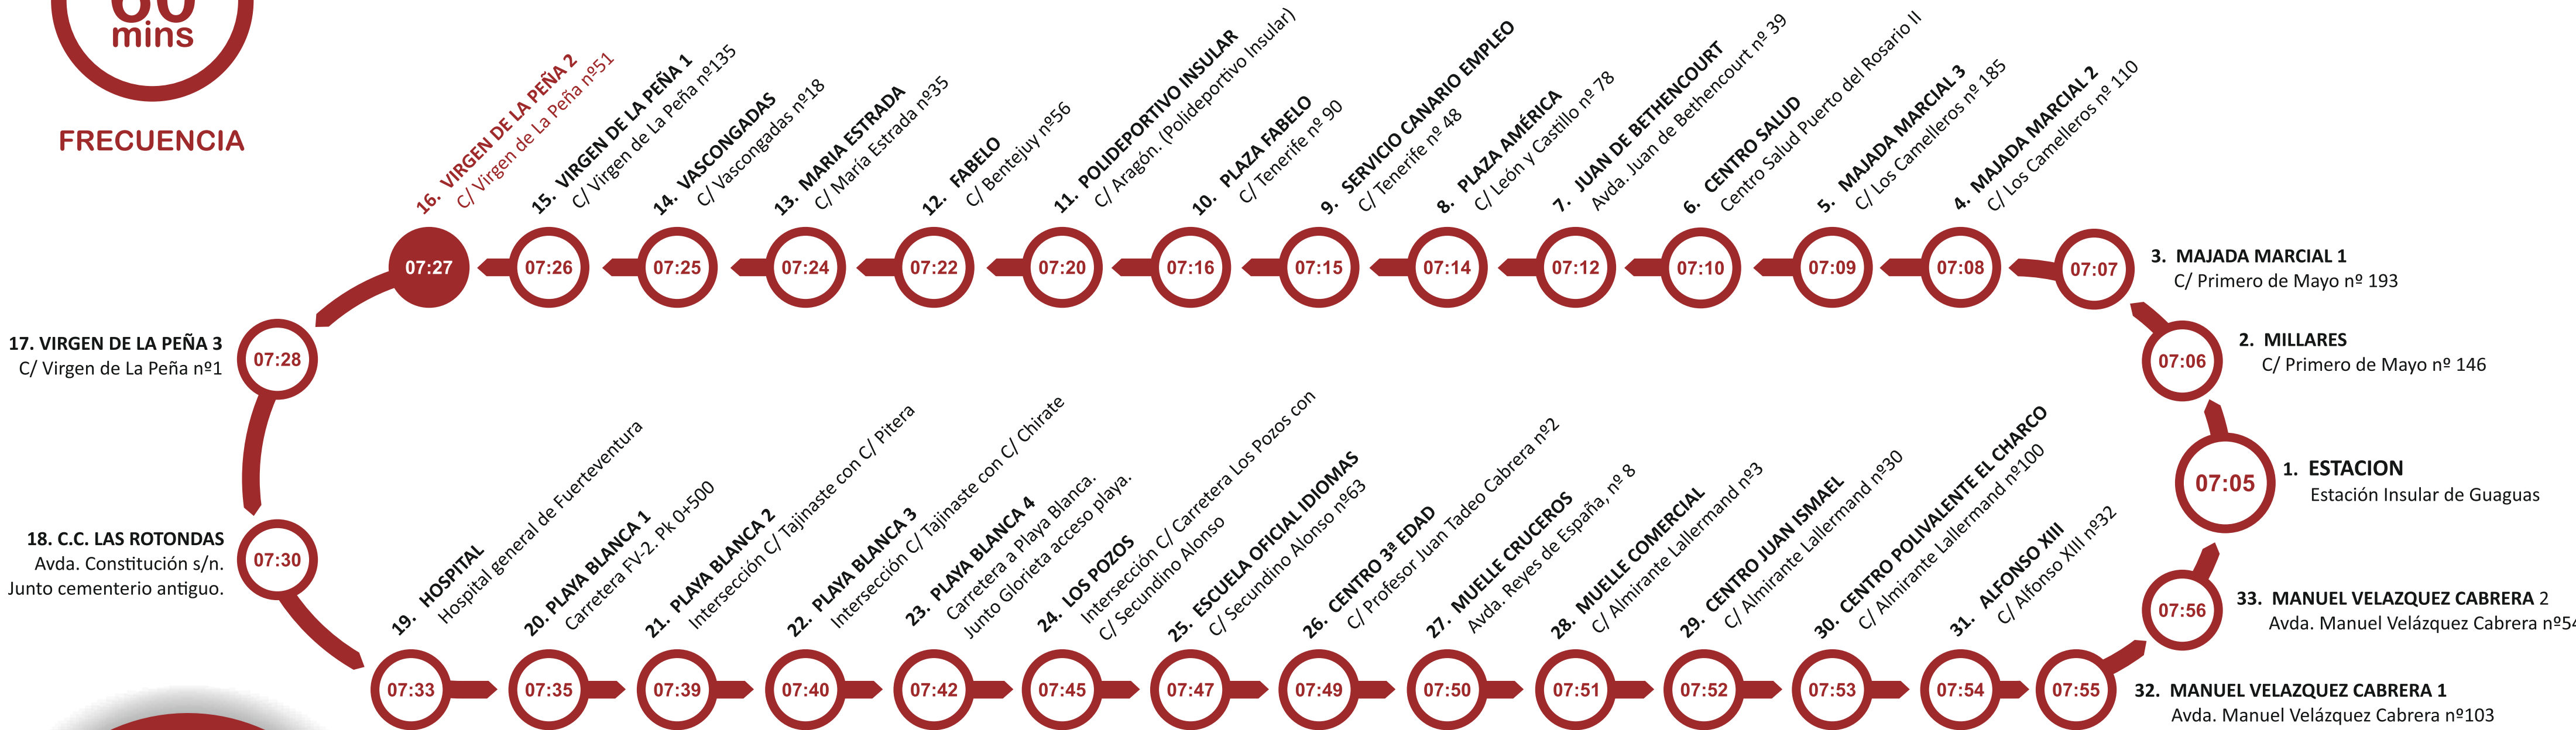 60
mins
FRECUENCIA
1. ESTACION
Estación Insular de Guaguas
07:05
2. MILLARES
C/ Primero de Mayo nº 146
07:06
3. MAJADA MARCIAL 1
C/ Primero de Mayo nº 193
07:07
4. MAJADA MARCIAL 2
C/ Los Camelleros nº 110
07:08
5. MAJADA MARCIAL 3
C/ Los Camelleros nº 185
07:09
6. CENTRO SALUD
Centro Salud Puerto del Rosario II
07:10
7. JUAN DE BETHENCOURT
Avda. Juan de Bethencourt nº 39
07:12
8. PLAZA AMÉRICA
C/ León y Castillo nº 78
07:14
9. SERVICIO CANARIO EMPLEO
C/ Tenerife nº 48
07:15
10. PLAZA FABELO
C/ Tenerife nº 90
07:16
11. POLIDEPORTIVO INSULAR
C/ Aragón. (Polideportivo Insular)
07:20
12. FABELO
C/ Bentejuy nº56
07:22
13. MARIA ESTRADA
C/ María Estrada nº35
07:24
14. VASCONGADAS
C/ Vascongadas nº18
07:25
15. VIRGEN DE LA PEÑA 1
C/ Virgen de La Peña nº135
07:26
16. VIRGEN DE LA PEÑA 2
C/ Virgen de La Peña nº51
07:27
17. VIRGEN DE LA PEÑA 3
C/ Virgen de La Peña nº1
07:28
18. C.C. LAS ROTONDAS
Avda. Constitución s/n.
Junto cementerio antiguo.
07:30
19. HOSPITAL
Hospital general de Fuerteventura
07:33
20. PLAYA BLANCA 1
Carretera FV-2. Pk 0+500
07:35
21. PLAYA BLANCA 2
Intersección C/ Tajinaste con C/ Pitera
07:39
22. PLAYA BLANCA 3
Intersección C/ Tajinaste con C/ Chirate
07:40
23. PLAYA BLANCA 4
Carretera a Playa Blanca.
Junto Glorieta acceso playa.
07:42
24. LOS POZOS
Intersección C/ Carretera Los Pozos con
C/ Secundino Alonso
07:45
25. ESCUELA OFICIAL IDIOMAS
C/ Secundino Alonso nº63
07:47
26. CENTRO 3ª EDAD
C/ Profesor Juan Tadeo Cabrera nº2
07:49
27. MUELLE CRUCEROS
Avda. Reyes de España, nº 8
07:50
28. MUELLE COMERCIAL
C/ Almirante Lallermand nº3
07:51
29. CENTRO JUAN ISMAEL
C/ Almirante Lallermand nº30
07:52
30. CENTRO POLIVALENTE EL CHARCO
C/ Almirante Lallermand nº100
07:53
31. ALFONSO XIII
C/ Alfonso XIII nº32
07:54
32. MANUEL VELAZQUEZ CABRERA 1
Avda. Manuel Velázquez Cabrera nº103
07:55
33. MANUEL VELAZQUEZ CABRERA 2
Avda. Manuel Velázquez Cabrera nº54
07:56